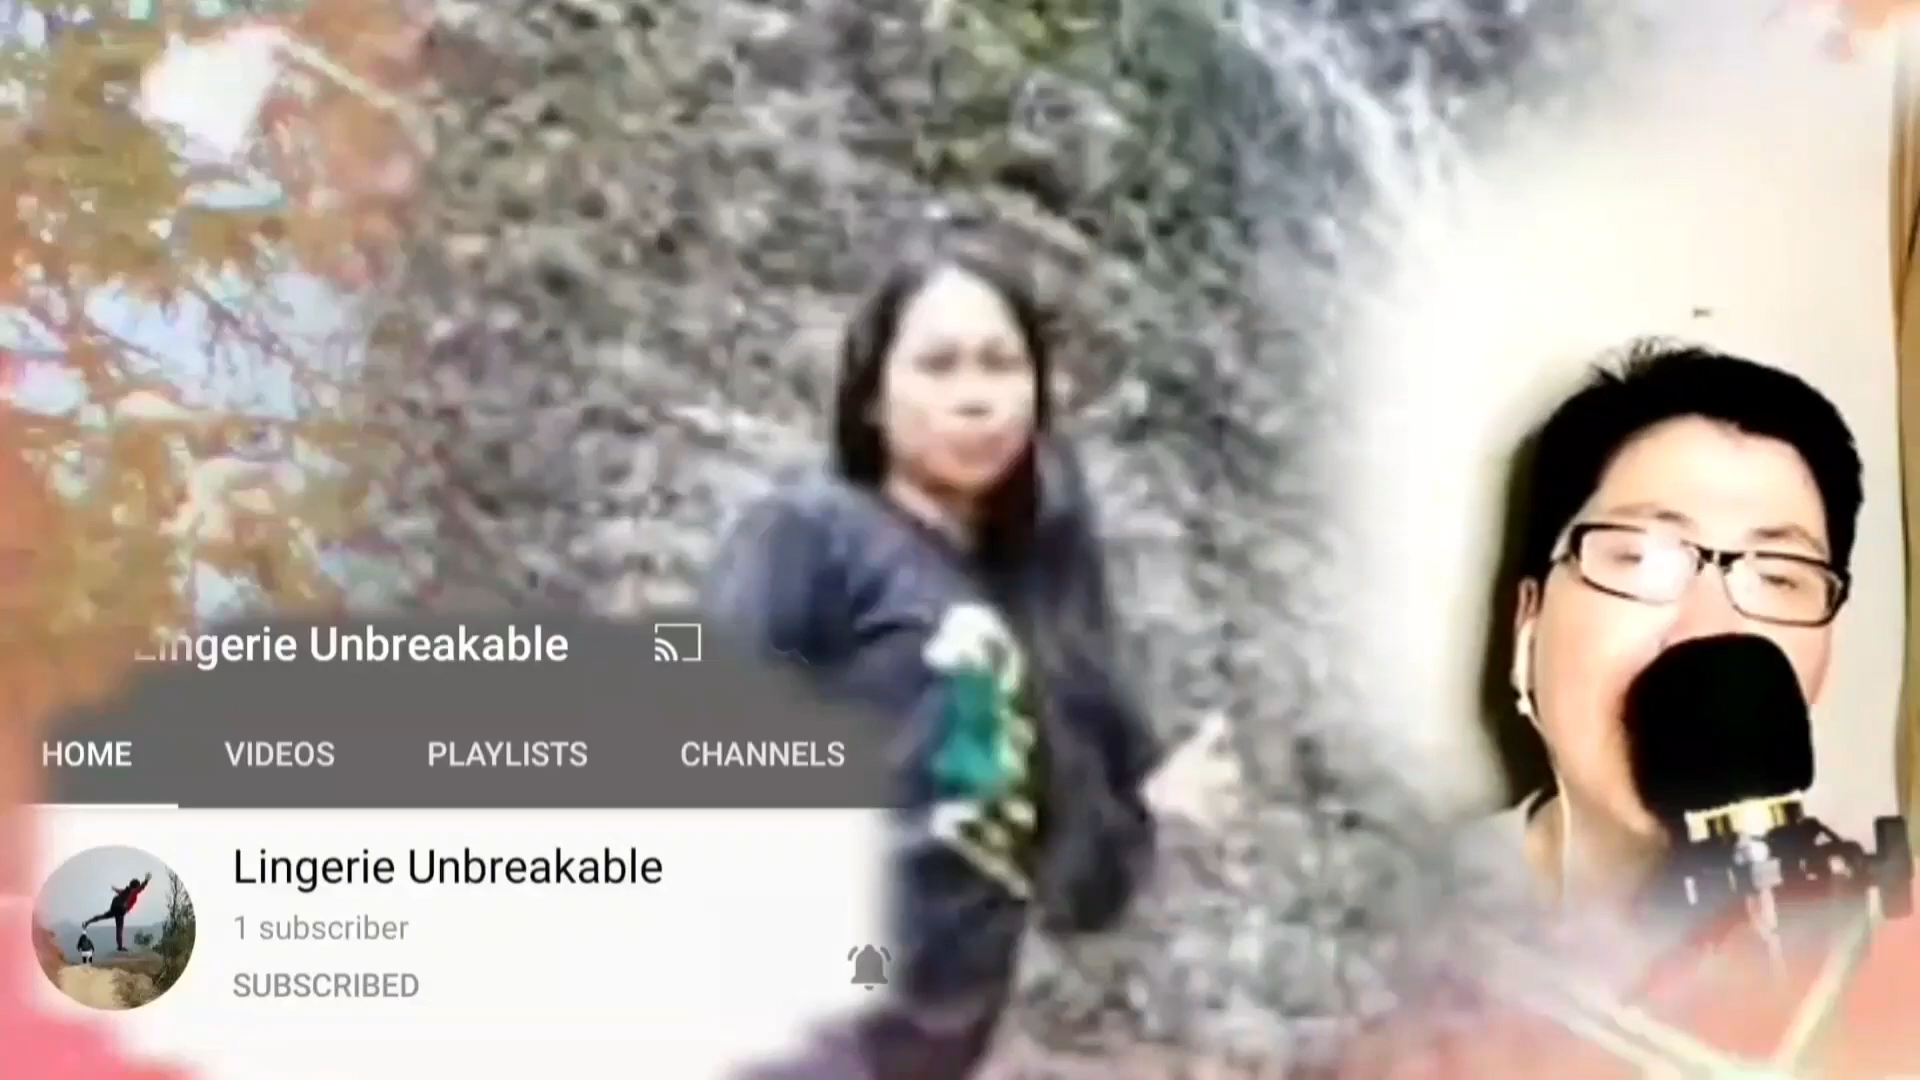 Lingerie Unbreakable
HOME VIDEOS PLAYLISTS CHANNELS
Lingerie Unbreakable
1 subscriber
SUBSCRIBED